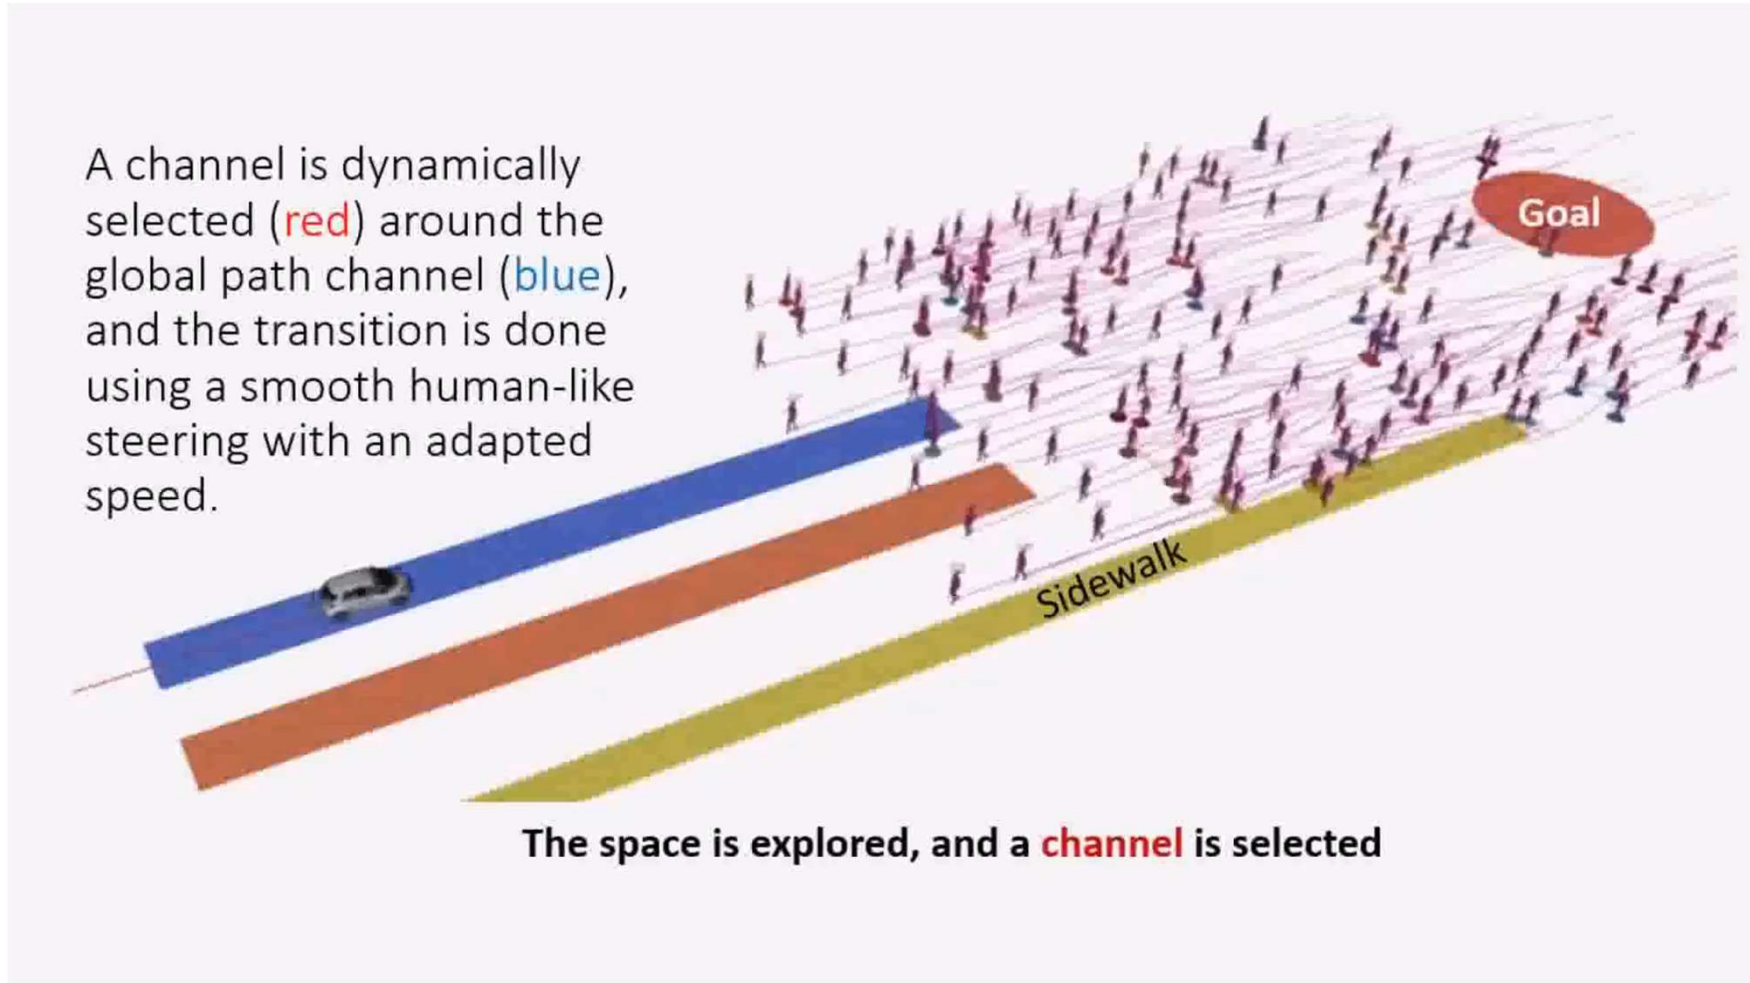 A channel is dynamically
selected (red) around the
global path channel (blue),
and the transition is done
using a smooth human-like
steering with an adapted
speed.
Goal
Sidewalk
The space is explored, and a channel is selected